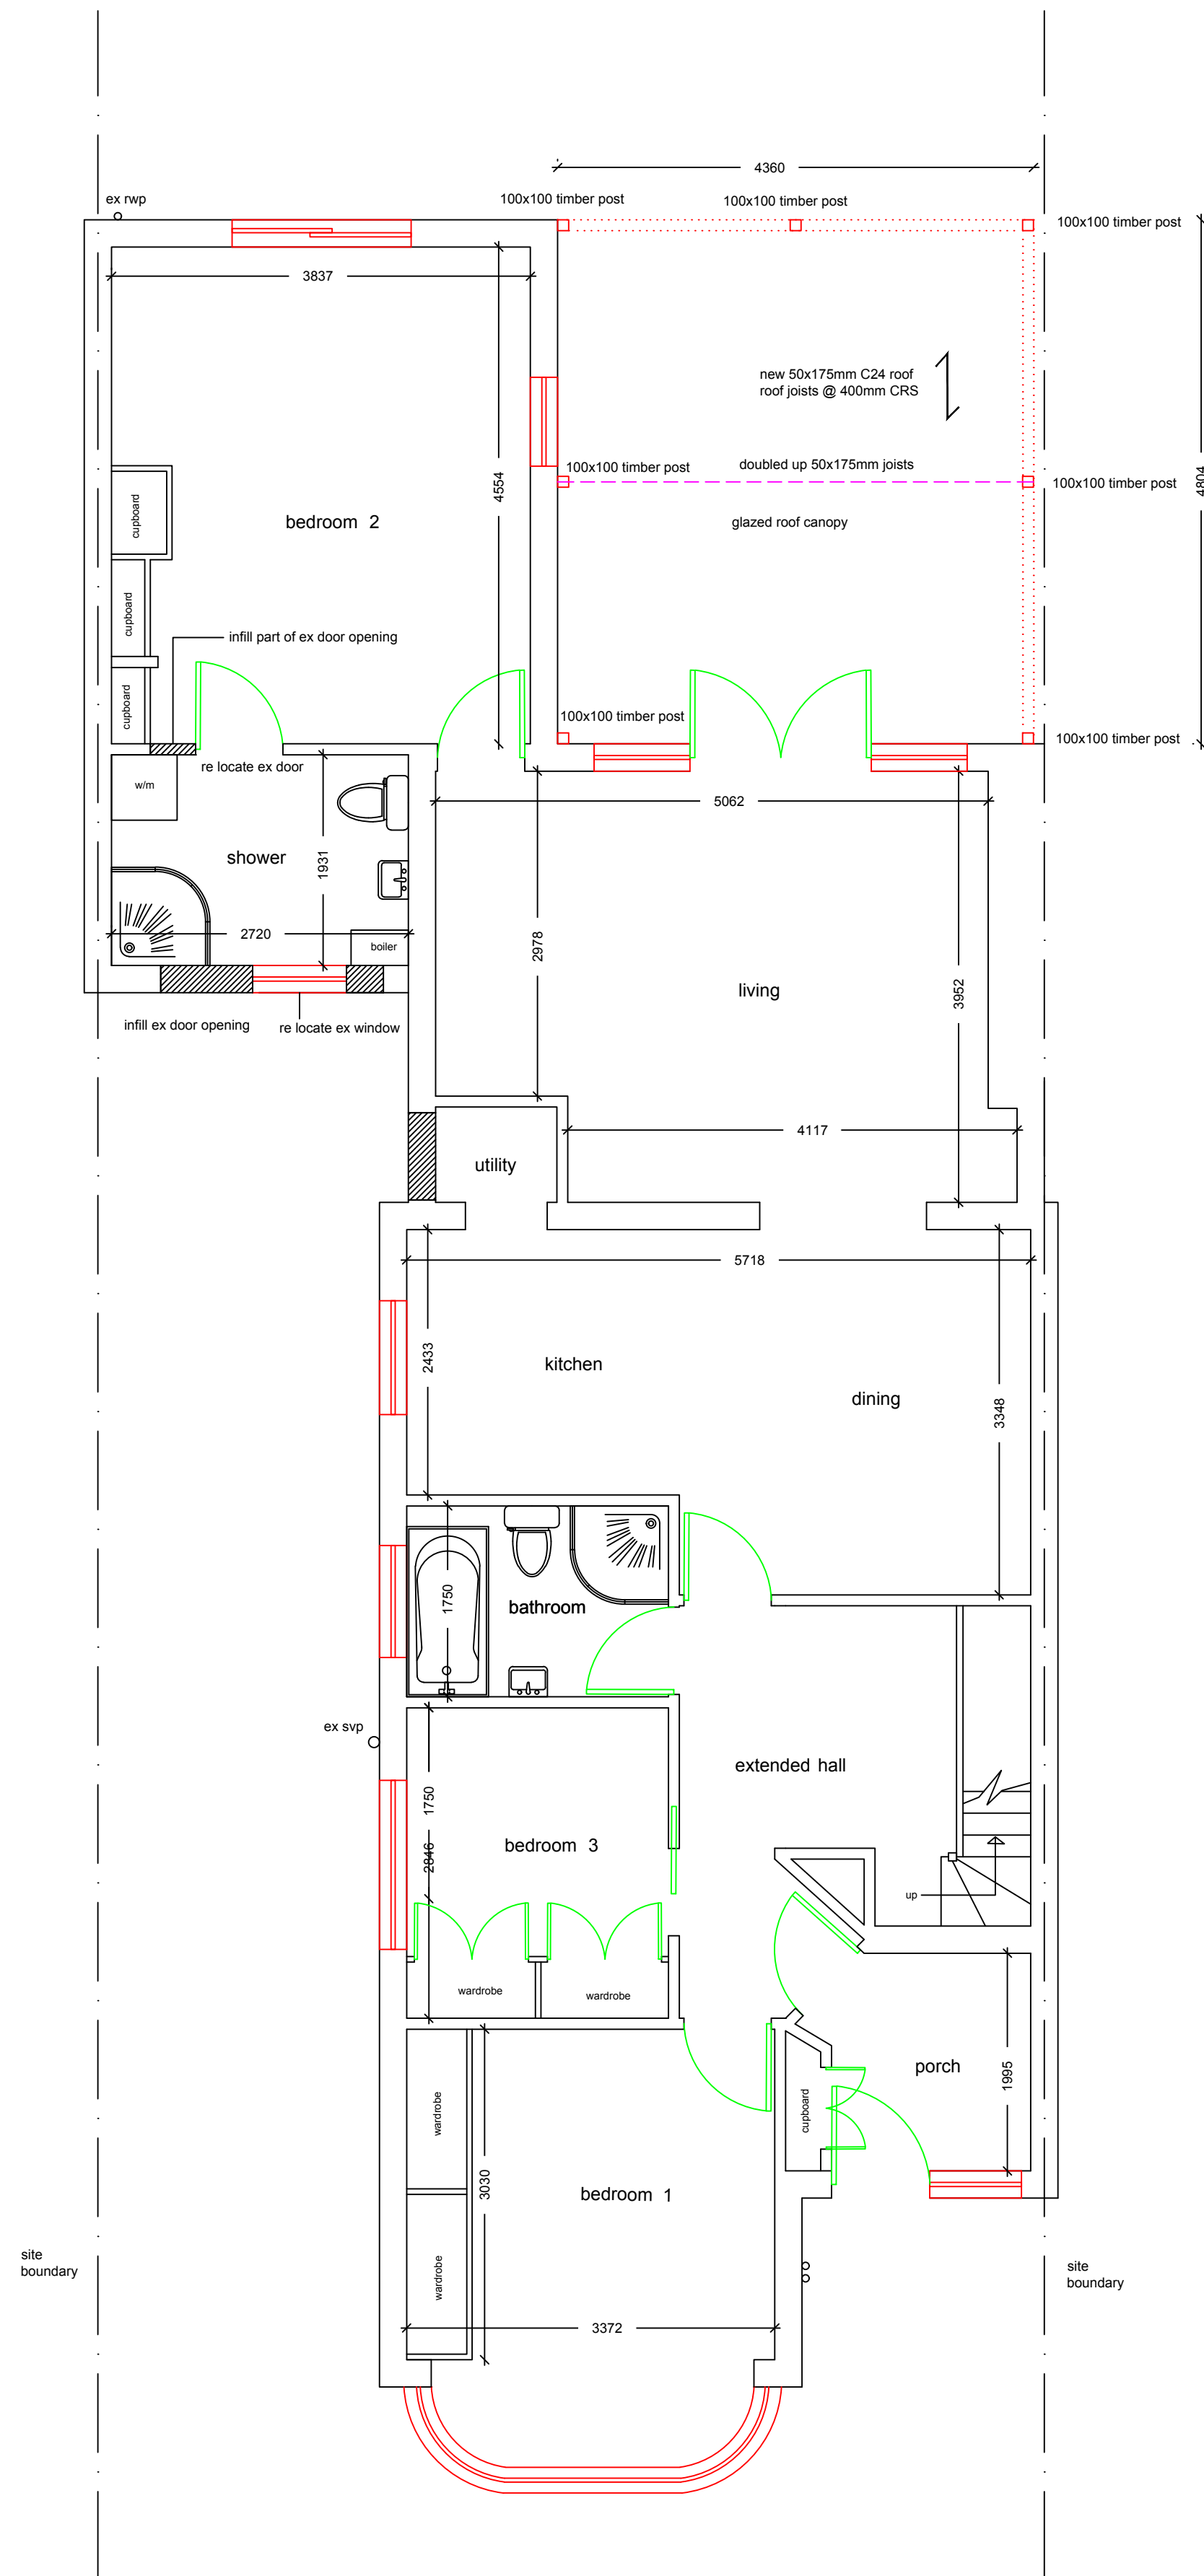 4360
ex rwp
100x100 timber post
100x100 timber post
100x100 timber post
3837
new 50x175mm C24 roof
roof joists @ 400mm CRS
100x100 timber post
doubled up 50x175mm joists
100x100 timber post
4804
4554
cupboard
bedroom 2
glazed roof canopy
cupboard
infill part of ex door opening
cupboard
100x100 timber post
100x100 timber post
re locate ex door
w/m
5062
shower
1931
2720
boiler
2978
living
3952
infill ex door opening
re locate ex window
4117
utility
5718
2433
kitchen
dining
3348
1750
bathroom
ex svp
extended hall
1750
bedroom 3
2846
up
wardrobe
wardrobe
porch
1995
cupboard
wardrobe
3030
bedroom 1
wardrobe
site
boundary
site
boundary
3372